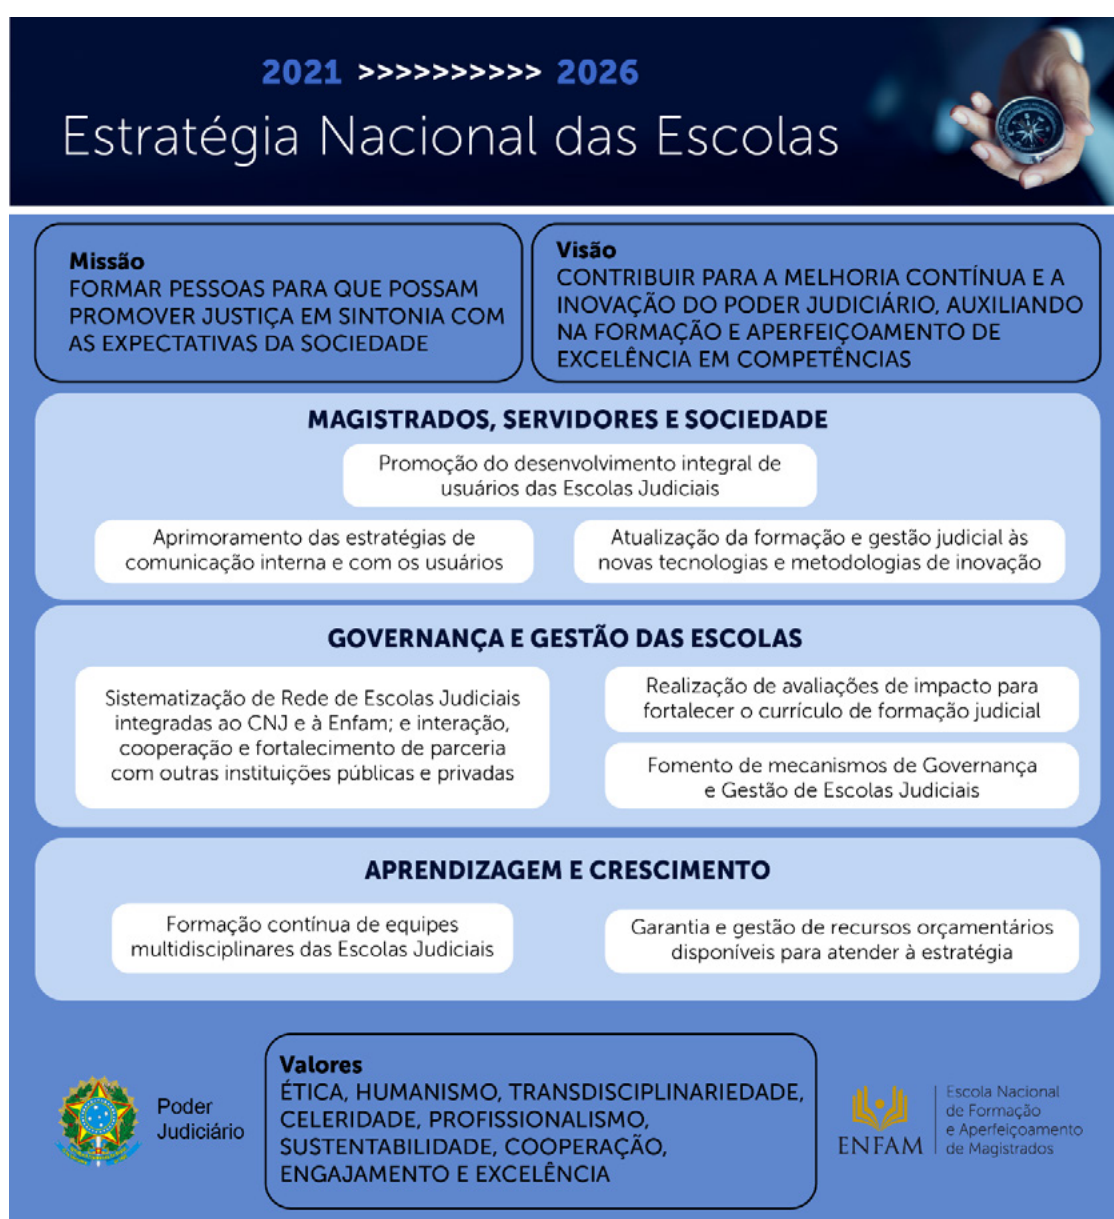 2021 >>>>>>>>>> 2026
Estratégia Nacional das Escolas
Missão
FORMAR PESSOAS PARA QUE POSSAM
PROMOVER JUSTIÇA EM SINTONIA COM
AS EXPECTATIVAS DA SOCIEDADE
Visão
CONTRIBUIR PARA A MELHORIA CONTÍNUA E A
INOVAÇÃO DO PODER JUDICIÁRIO, AUXILIANDO
NA FORMAÇÃO E APERFEIÇOAMENTO DE
EXCELÊNCIA EM COMPETÊNCIAS
MAGISTRADOS, SERVIDORES E SOCIEDADE
Promoção do desenvolvimento integral de
usuários das Escolas Judiciais
Aprimoramento das estratégias de
comunicação interna e com os usuários
Atualização da formação e gestão judicial às
novas tecnologias e metodologias de inovação
GOVERNANÇA E GESTÃO DAS ESCOLAS
Sistematização de Rede de Escolas Judiciais
integradas ao CNJ e à Enfam; e interação,
cooperação e fortalecimento de parceria
com outras instituições públicas e privadas
Realização de avaliações de impacto para
fortalecer o currículo de formação judicial
Fomento de mecanismos de Governança
e Gestão de Escolas Judiciais
APRENDIZAGEM E CRESCIMENTO
Formação contínua de equipes
multidisciplinares das Escolas Judiciais
Garantia e gestão de recursos orçamentários
disponíveis para atender à estratégia
Poder
Judiciário
Valores
ÉTICA, HUMANISMO, TRANSDISCIPLINARIEDADE,
CELERIDADE, PROFISSIONALISMO,
SUSTENTABILIDADE, COOPERAÇÃO,
ENGAJAMENTO E EXCELÊNCIA
ENFAM
Escola Nacional
de Formação
e Aperfeiçoamento
de Magistrados